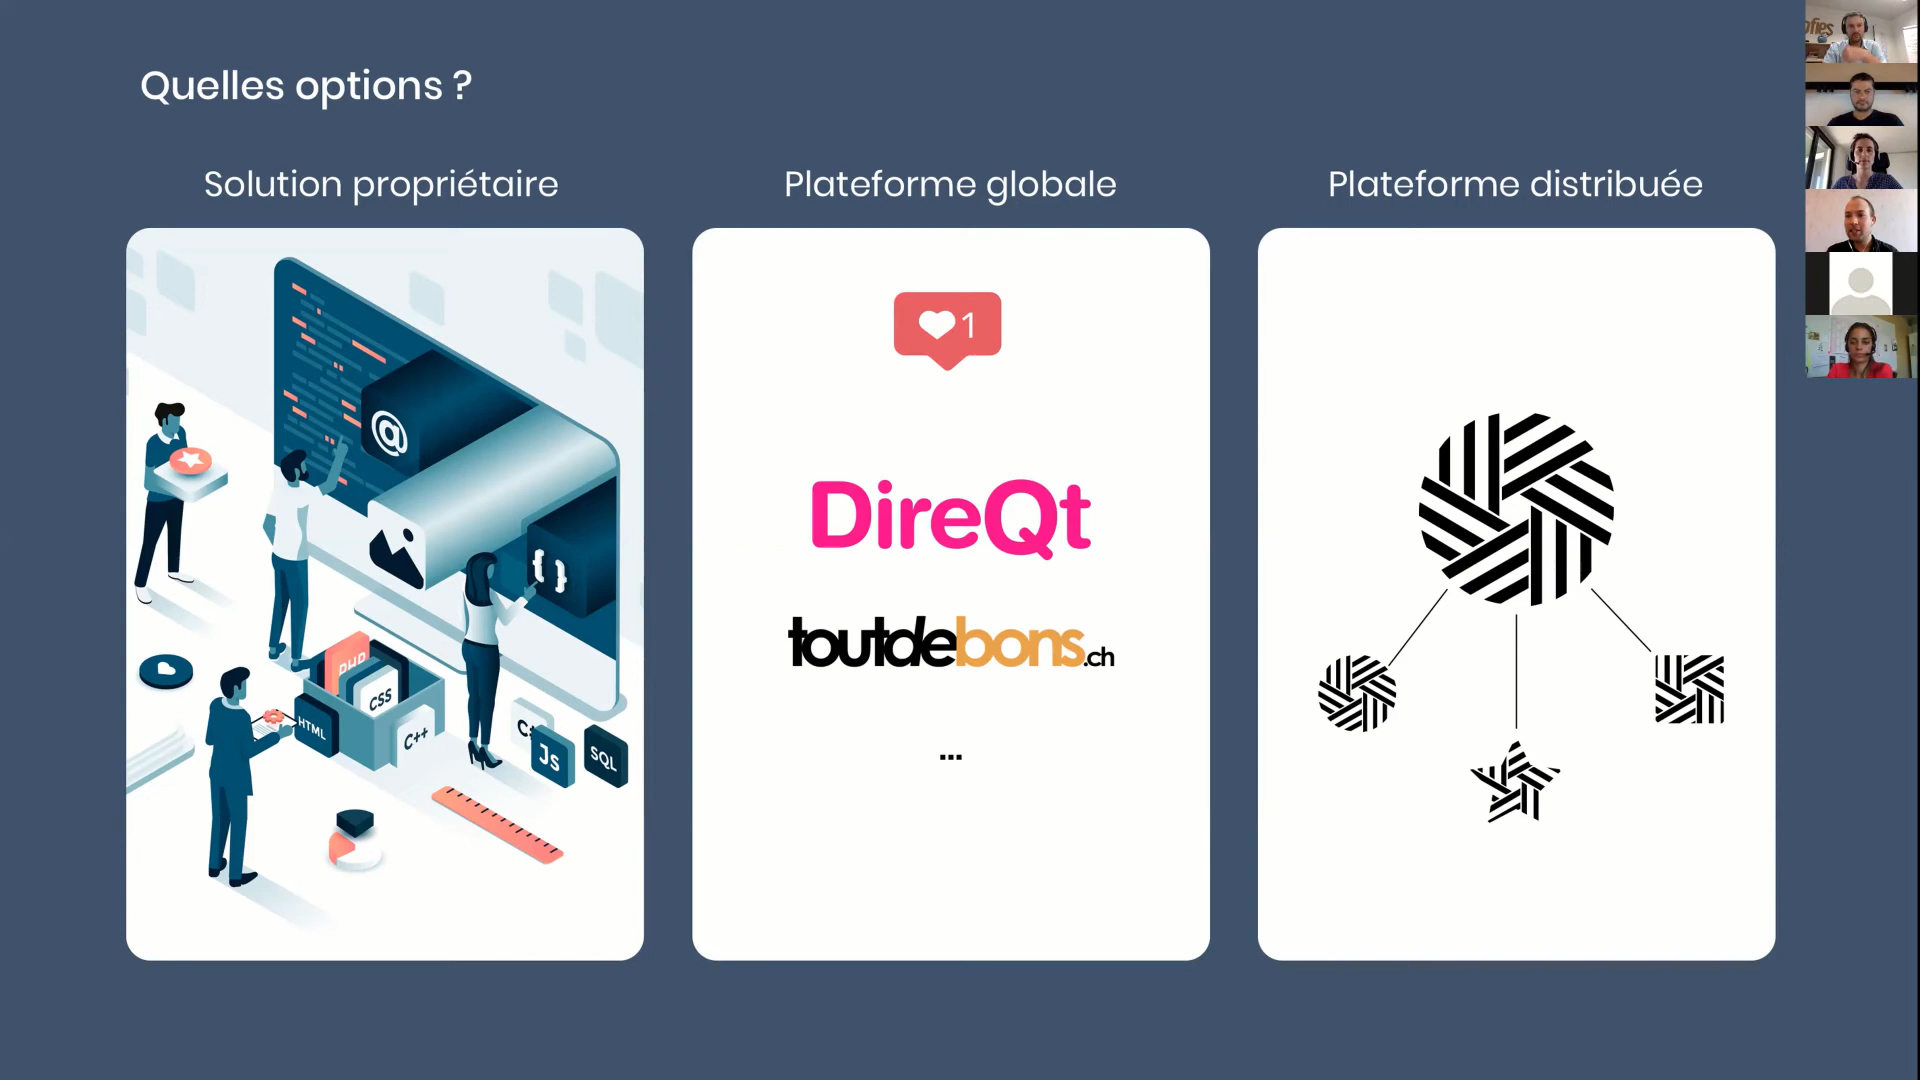 Quelles options ?
Solution propriétaire
Plateforme globale
Plateforme distribuée
@
{ }
PHP
CSS
HTML
C++
JS
SQL
1
DireQt
toutdebons.ch
...